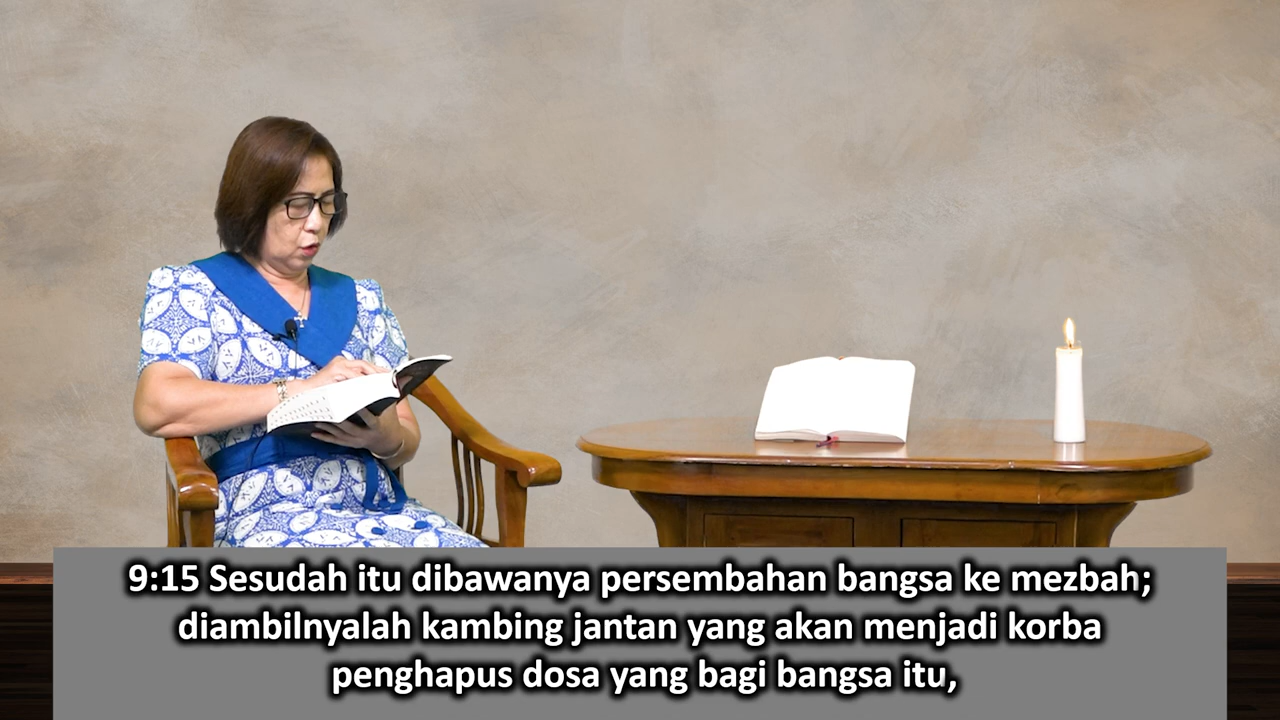 9:15 Sesudah itu dibawanya persembahan bangsa ke mezbah;
diambilnyalah kambing jantan yang akan menjadi korba
penghapus dosa yang bagi bangsa itu,